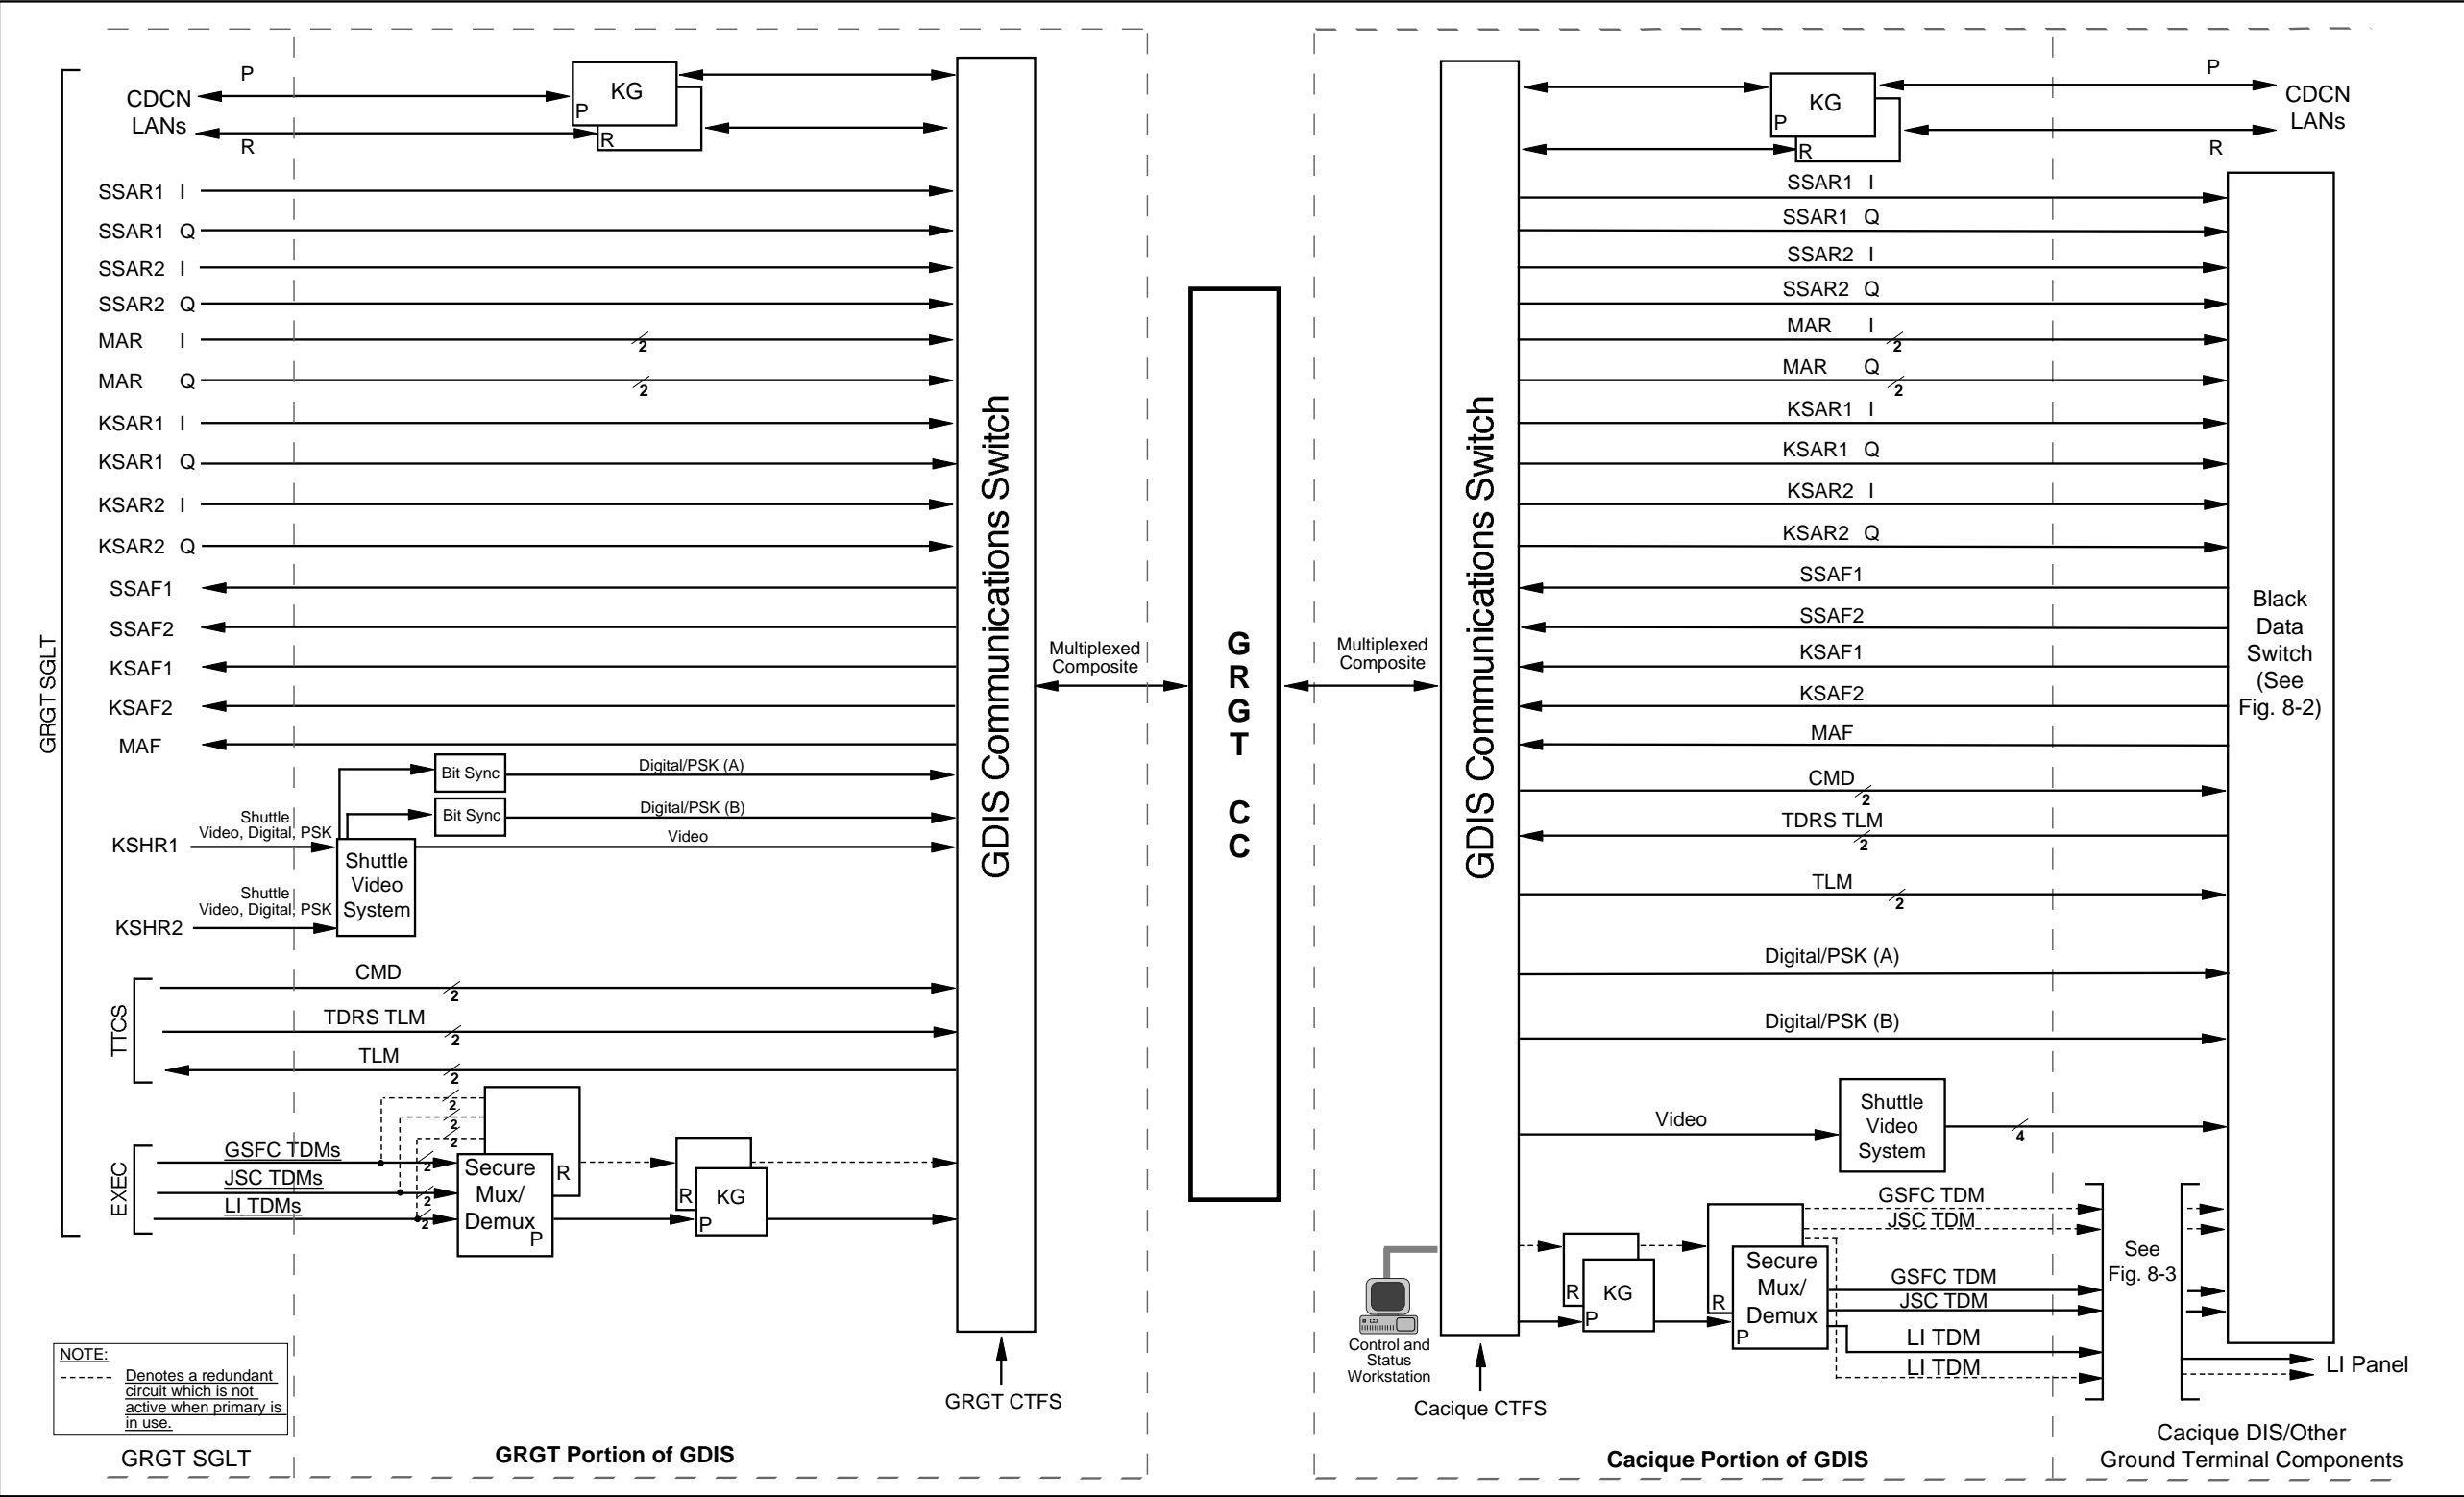 P
CDCN
LANs
R
KG
P
R
SSAR1 I
SSAR1 Q
SSAR2 I
SSAR2 Q
MAR I
2
MAR Q
2
KSAR1 I
KSAR1 Q
KSAR2 I
KSAR2 Q
SSAF1
SSAF2
KSAF1
KSAF2
MAF
GRGT SGLT
Bit Sync
Digital/PSK (A)
Bit Sync
Digital/PSK (B)
Video
KSHR1
Shuttle
Video, Digital, PSK
Shuttle
Video
System
KSHR2
Shuttle
Video, Digital, PSK
TTCS
CMD
2
TDRS TLM
2
TLM
2
2
2
2
EXEC
GSFC TDMs
2
JSC TDMs
2
LI TDMs
2
Secure
Mux/
Demux
P
R
R
KG
P
GDIS Communications Switch
Multiplexed
Composite
GRGT CTFS
NOTE:
Denotes a redundant
circuit which is not
active when primary is
in use.
GRGT SGLT
GRGT Portion of GDIS
G
R
G
T
C
C
Multiplexed
Composite
GDIS Communications Switch
KG
P
R
P
CDCN
LANs
R
SSAR1 I
SSAR1 Q
SSAR2 I
SSAR2 Q
MAR I
2
MAR Q
2
KSAR1 I
KSAR1 Q
KSAR2 I
KSAR2 Q
SSAF1
SSAF2
KSAF1
KSAF2
MAF
CMD
2
TDRS TLM
2
TLM
2
Digital/PSK (A)
Digital/PSK (B)
Video
Shuttle
Video
System
4
Black
Data
Switch
(See
Fig. 8-2)
GSFC TDM
JSC TDM
R
KG
P
R
Secure
Mux/
Demux
P
GSFC TDM
JSC TDM
LI TDM
LI TDM
See
Fig. 8-3
LI Panel
Control and
Status
Workstation
Cacique CTFS
Cacique Portion of GDIS
Cacique DIS/Other
Ground Terminal Components